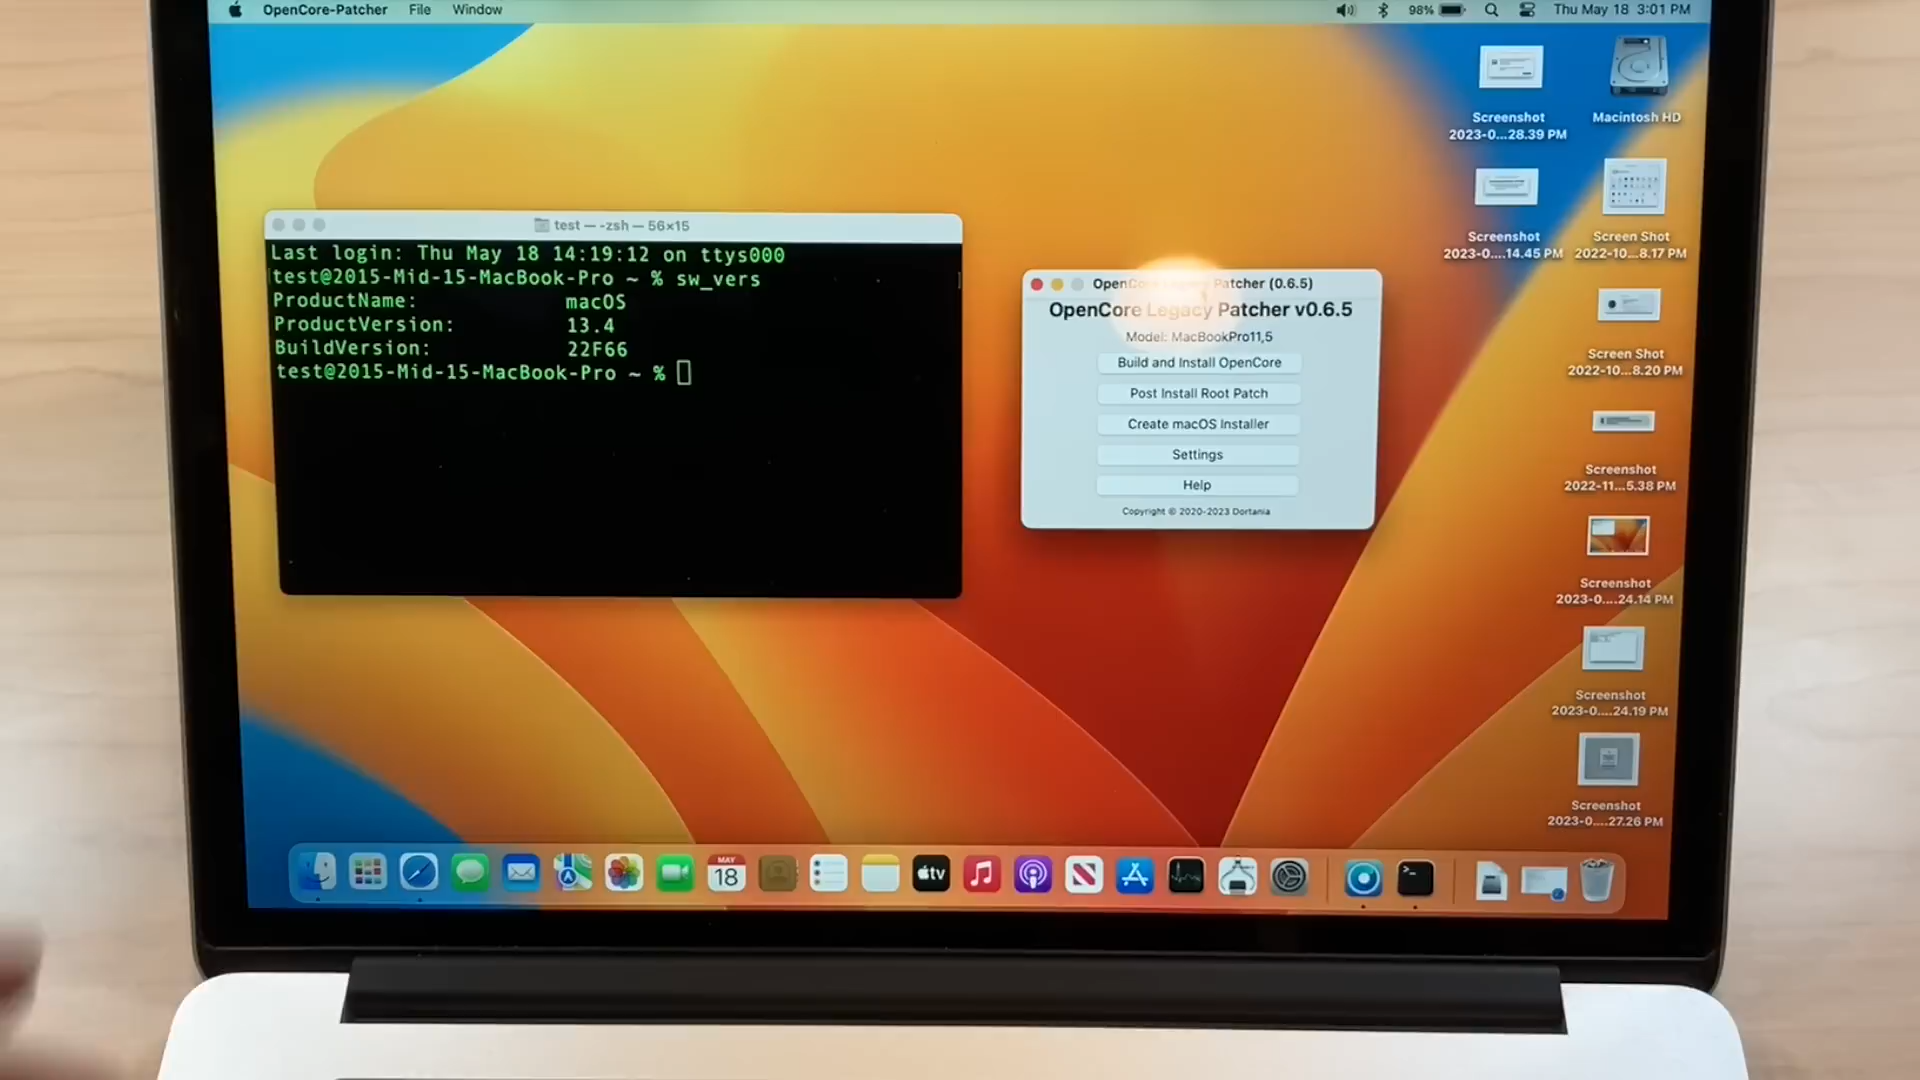 OpenCore-Patcher File Window 98% Thu May 18 3:01 PM
Screenshot
2023-0...28.39 PM
Macintosh HD
Screenshot
2023-0....14.45 PM
Screen Shot
2022-10...8.17 PM
test — -zsh — 56×15
Last login: Thu May 18 14:19:12 on ttys000
test@2015-Mid-15-MacBook-Pro ~ % sw_vers
ProductName: macOS
ProductVersion: 13.4
BuildVersion: 22F66
test@2015-Mid-15-MacBook-Pro ~ %
OpenCore Legacy Patcher (0.6.5)
OpenCore Legacy Patcher v0.6.5
Model: MacBookPro11,5
Build and Install OpenCore
Post Install Root Patch
Create macOS Installer
Settings
Help
Copyright © 2020-2023 Dortania
Screen Shot
2022-10...8.20 PM
Screenshot
2022-11...5.38 PM
Screenshot
2023-0....24.14 PM
Screenshot
2023-0....24.19 PM
Screenshot
2023-0....27.26 PM
MAY
18
tv